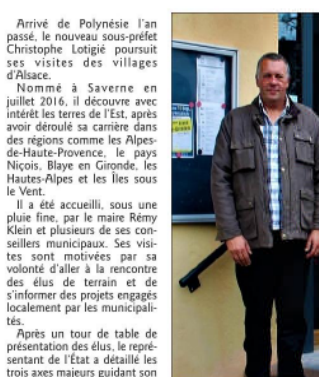 Arrivé de Polynésie l'an
passé, le nouveau sous-préfet
Christophe Lotigié poursuit
ses visites des villages
d'Alsace.
Nommé à Saverne en
juillet 2016, il découvre avec
intérêt les terres de l'Est, après
avoir déroulé sa carrière dans
des régions comme les Alpes-
de-Haute-Provence, le pays
Niçois, Blaye en Gironde, les
Hautes-Alpes et les Îles sous
le Vent.
Il a été accueilli, sous une
pluie fine, par le maire Rémy
Klein et plusieurs de ses con-
seillers municipaux. Ses visi-
tes sont motivées par sa
volonté d'aller à la rencontre
des élus de terrain et de
s'informer des projets engagés
localement par les municipali-
tés.
Après un tour de table de
présentation des élus, le repré-
sentant de l'État a détaillé les
trois axes majeurs guidant son